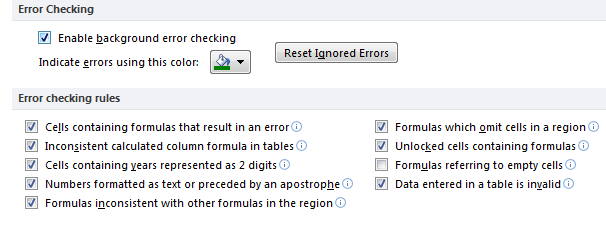 Error Checking
Enable background error checking
Indicate errors using this color:
Reset Ignored Errors
Error checking rules
Cells containing formulas that result in an error
Inconsistent calculated column formula in tables
Cells containing years represented as 2 digits
Numbers formatted as text or preceded by an apostrophe
Formulas inconsistent with other formulas in the region
Formulas which omit cells in a region
Unlocked cells containing formulas
Formulas referring to empty cells
Data entered in a table is invalid